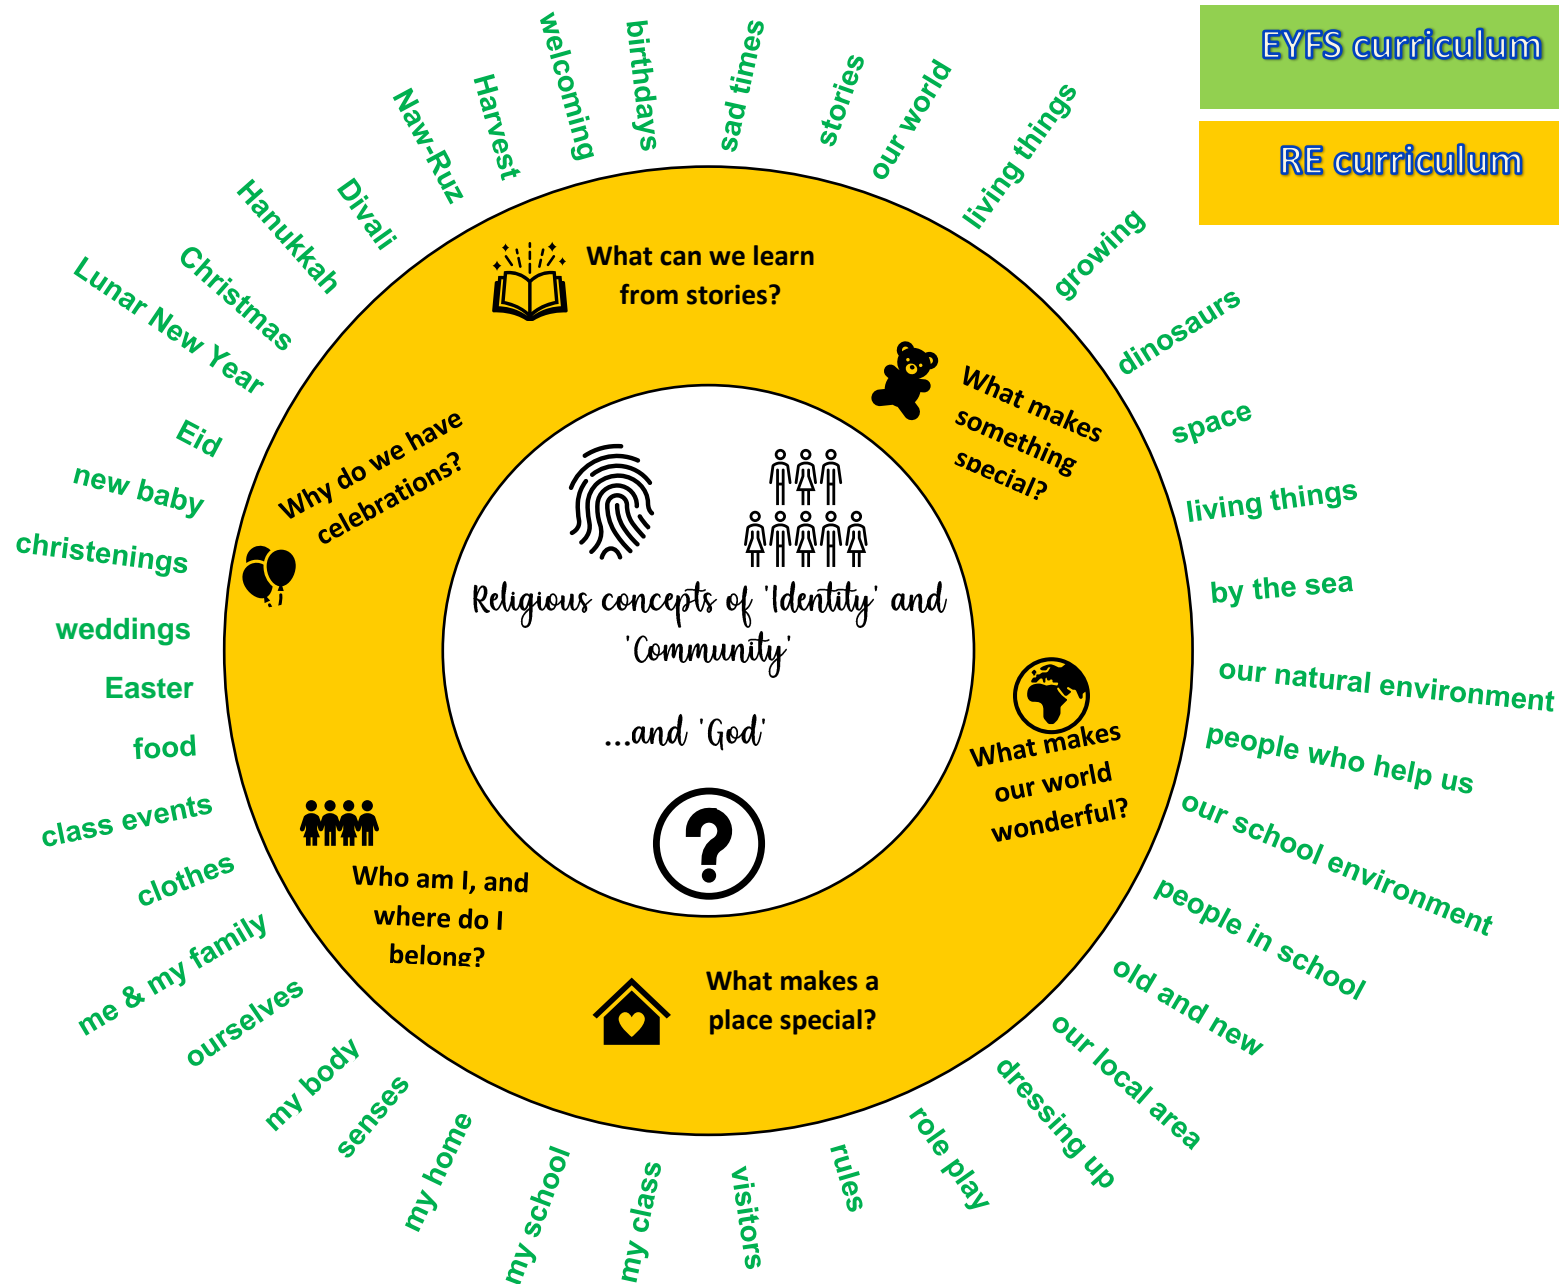 EYFS curriculum
RE curriculum
welcoming
birthdays
sad times
stories
our world
living things
growing
dinosaurs
space
living things
by the sea
our natural environment
people who help us
our school environment
people in school
old and new
our local area
dressing up
role play
rules
visitors
my class
my school
my home
senses
my body
ourselves
me & my family
clothes
class events
food
Easter
weddings
christenings
new baby
Eid
Lunar New Year
Christmas
Hanukkah
Divali
Naw-Ruz
Harvest
What can we learn
from stories?
What makes
something
special?
What makes
our world
wonderful?
What makes a
place special?
Who am I, and
where do I
belong?
Why do we have
celebrations?
Religious concepts of 'Identity' and
'Community'
...and 'God'
?